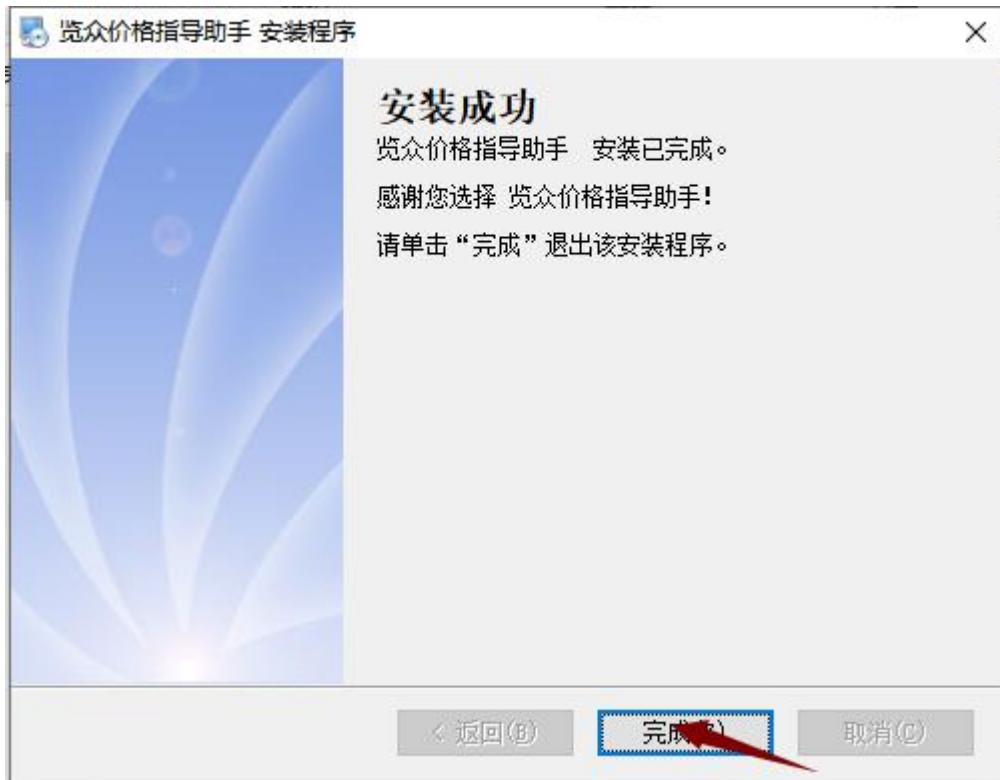 览众价格指导助手 安装程序
安装成功
览众价格指导助手 安装已完成。
感谢您选择 览众价格指导助手!
请单击“完成”退出该安装程序。
< 返回(B)
完成
取消(C)